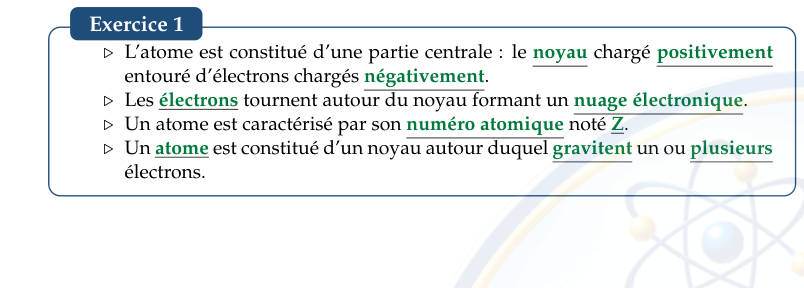 Exercice 1
▷ L’atome est constitué d’une partie centrale : le noyau chargé positivement
entouré d’électrons chargés négativement.
▷ Les électrons tournent autour du noyau formant un nuage électronique.
▷ Un atome est caractérisé par son numéro atomique noté Z.
▷ Un atome est constitué d’un noyau autour duquel gravitent un ou plusieurs
électrons.